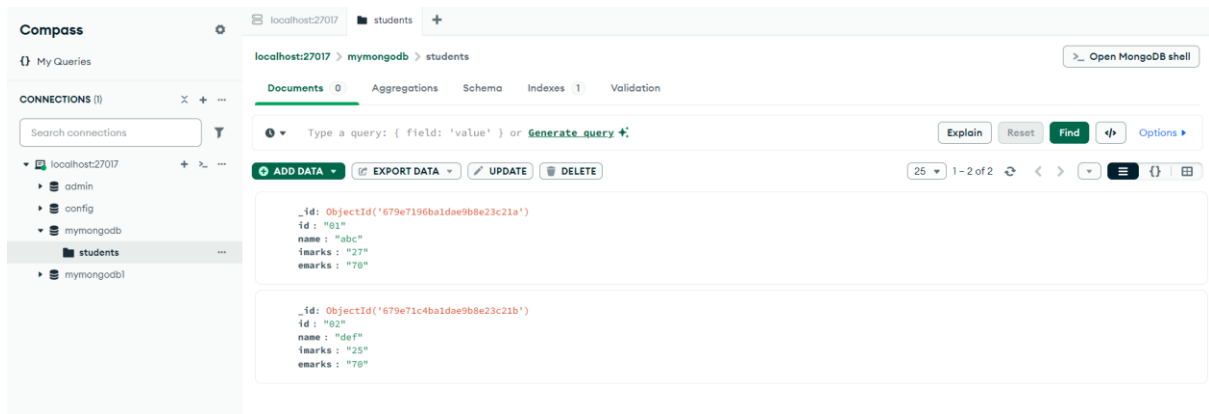 Compass
{} My Queries
CONNECTIONS (1)
Search connections
localhost:27017
admin
config
mymongodb
students
mymongodb1
localhost:27017
students
localhost:27017 > mymongodb > students
>_ Open MongoDB shell
Documents 0 Aggregations Schema Indexes 1 Validation
Type a query: { field: 'value' } or Generate query
Explain Reset Find </> Options
ADD DATA EXPORT DATA UPDATE DELETE
25 1 – 2 of 2 {}
_id: ObjectId('679e7196ba1dae9b8e23c21a')
id : "01"
name : "abc"
imarks : "27"
emarks : "70"
_id: ObjectId('679e71c4ba1dae9b8e23c21b')
id : "02"
name : "def"
imarks : "25"
emarks : "70"